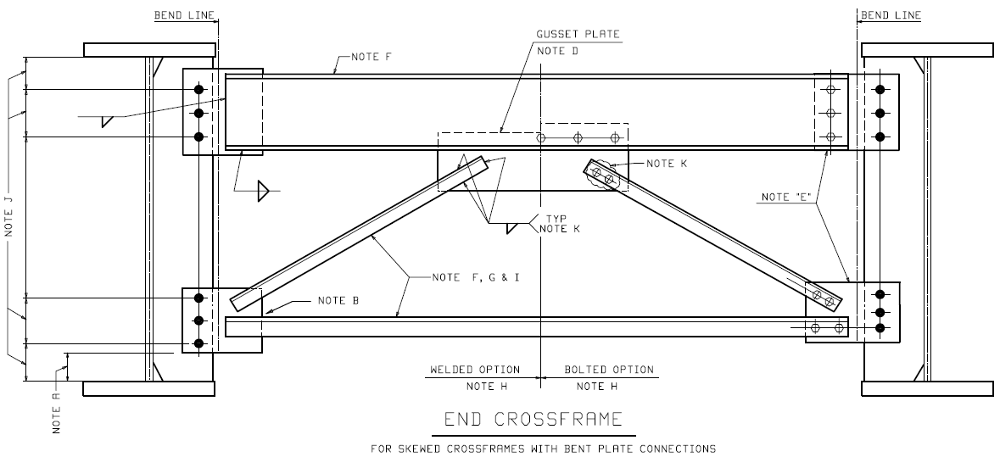 BEND LINE
BEND LINE
GUSSET PLATE
NOTE D
NOTE F
NOTE K
NOTE "E"
TYP
NOTE K
NOTE J
NOTE F, G & I
NOTE B
WELDED OPTION
NOTE H
BOLTED OPTION
NOTE H
NOTE A
END CROSSFRAME
FOR SKEWED CROSSFRAMES WITH BENT PLATE CONNECTIONS